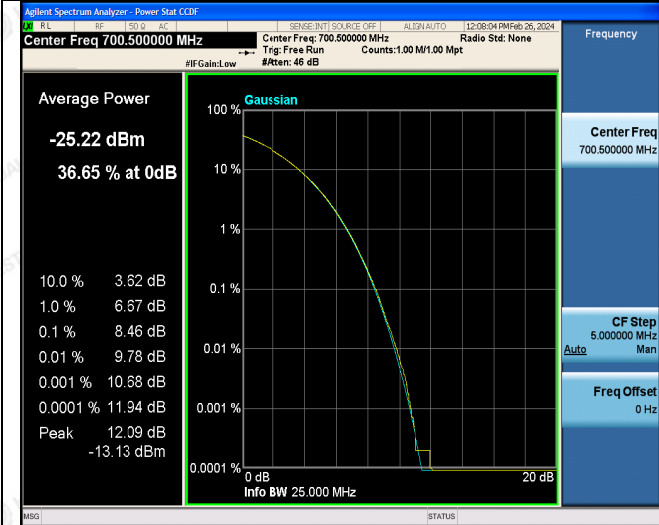 Agilent Spectrum Analyzer - Power Stat CCDF
RL RF 50 Ω AC SENSE:INT SOURCE OFF ALIGN AUTO 12:08:04 PM Feb 26, 2024
Center Freq 700.500000 MHz
Center Freq: 700.500000 MHz Radio Std: None
Trig: Free Run Counts:1.00 M/1.00 Mpt
#IFGain:Low #Atten: 46 dB
Frequency
Average Power
-25.22 dBm
36.65 % at 0dB
10.0 % 3.62 dB
1.0 % 6.67 dB
0.1 % 8.46 dB
0.01 % 9.78 dB
0.001 % 10.68 dB
0.0001 % 11.94 dB
Peak 12.09 dB
-13.13 dBm
Gaussian
100 %
10 %
1 %
0.1 %
0.01 %
0.001 %
0.0001 %
0 dB 20 dB
Info BW 25.000 MHz
Center Freq
700.500000 MHz
CF Step
5.000000 MHz
Auto Man
Freq Offset
0 Hz
MSG STATUS